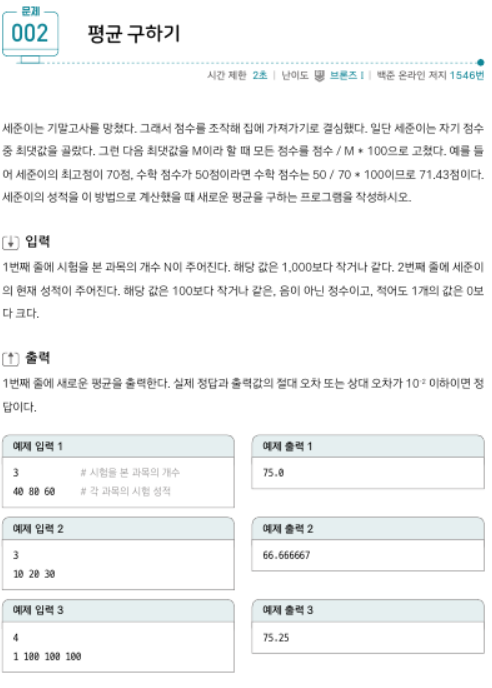 문제
002
평균 구하기
시간 제한 2초 | 난이도 브론즈 I | 백준 온라인 저지 1546번
세준이는 기말고사를 망쳤다. 그래서 점수를 조작해 집에 가져가기로 결심했다. 일단 세준이는 자기 점수
중 최댓값을 골랐다. 그런 다음 최댓값을 M이라 할 때 모든 점수를 점수 / M * 100으로 고쳤다. 예를 들
어 세준이의 최고점이 70점, 수학 점수가 50점이라면 수학 점수는 50 / 70 * 100이므로 71.43점이다.
세준이의 성적을 이 방법으로 계산했을 때 새로운 평균을 구하는 프로그램을 작성하시오.
입력
1번째 줄에 시험을 본 과목의 개수 N이 주어진다. 해당 값은 1,000보다 작거나 같다. 2번째 줄에 세준이
의 현재 성적이 주어진다. 해당 값은 100보다 작거나 같은, 음이 아닌 정수이고, 적어도 1개의 값은 0보
다 크다.
출력
1번째 줄에 새로운 평균을 출력한다. 실제 정답과 출력값의 절대 오차 또는 상대 오차가 10⁻² 이하이면 정
답이다.
예제 입력 1
3 # 시험을 본 과목의 개수
40 80 60 # 각 과목의 시험 성적
예제 출력 1
75.0
예제 입력 2
3
10 20 30
예제 출력 2
66.666667
예제 입력 3
4
1 100 100 100
예제 출력 3
75.25